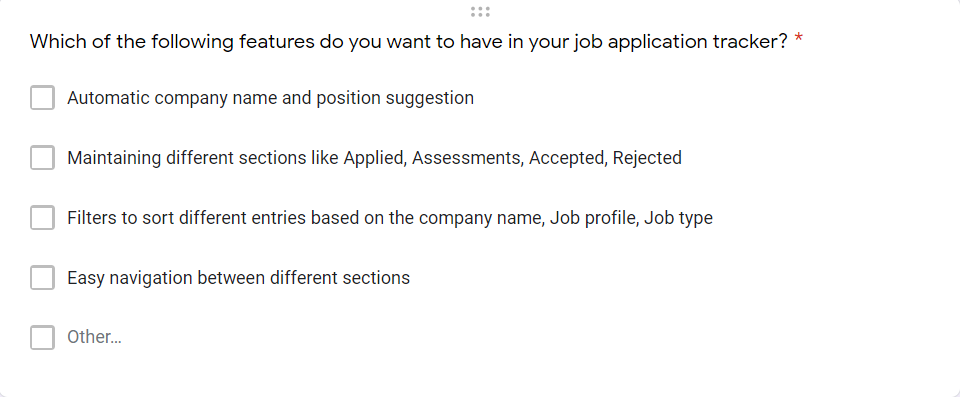 Which of the following features do you want to have in your job application tracker? *
Automatic company name and position suggestion
Maintaining different sections like Applied, Assessments, Accepted, Rejected
Filters to sort different entries based on the company name, Job profile, Job type
Easy navigation between different sections
Other...